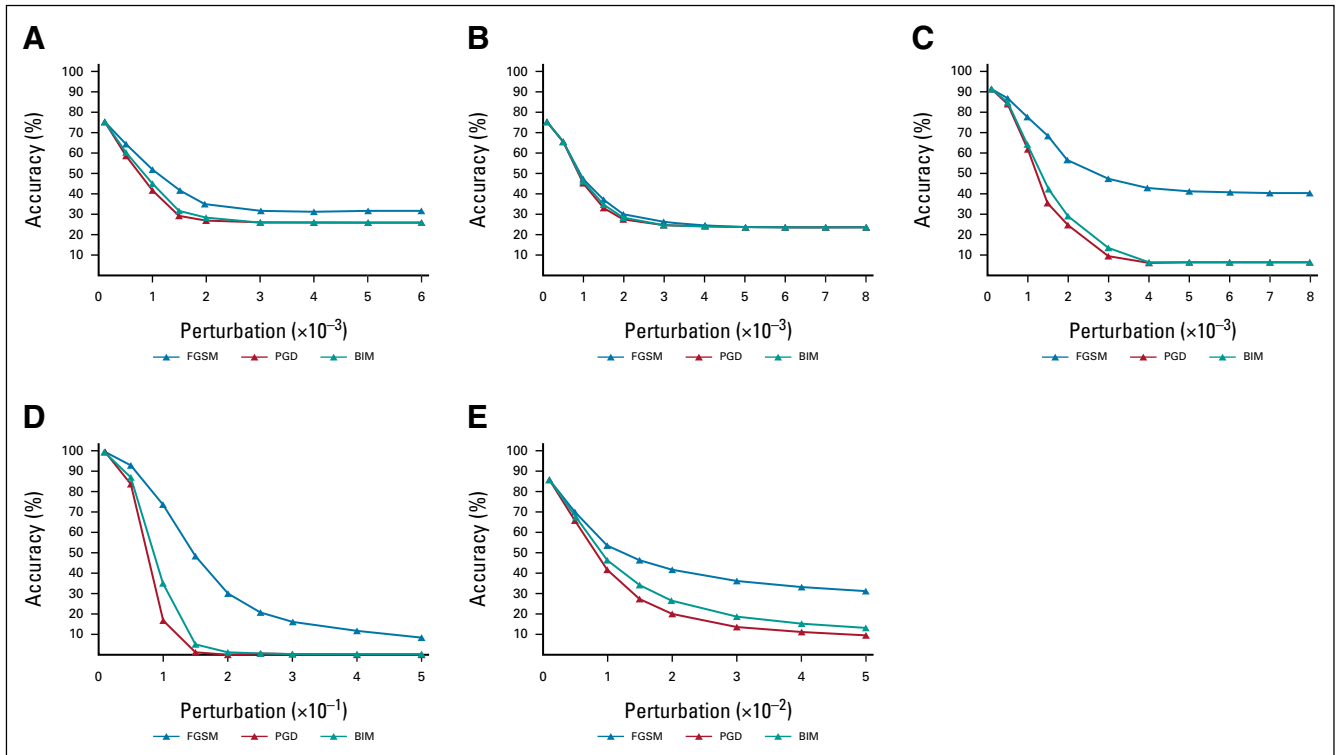 A
Accuracy (%)
100
90
80
70
60
50
40
30
20
10
0 1 2 3 4 5 6
Perturbation (×10–3)
FGSM PGD BIM
B
Accuracy (%)
100
90
80
70
60
50
40
30
20
10
0 1 2 3 4 5 6 7 8
Perturbation (×10–3)
FGSM PGD BIM
C
Accuracy (%)
100
90
80
70
60
50
40
30
20
10
0 1 2 3 4 5 6 7 8
Perturbation (×10–3)
FGSM PGD BIM
D
Accuracy (%)
100
90
80
70
60
50
40
30
20
10
0 1 2 3 4 5
Perturbation (×10–1)
FGSM PGD BIM
E
Accuracy (%)
100
90
80
70
60
50
40
30
20
10
0 1 2 3 4 5
Perturbation (×10–2)
FGSM PGD BIM